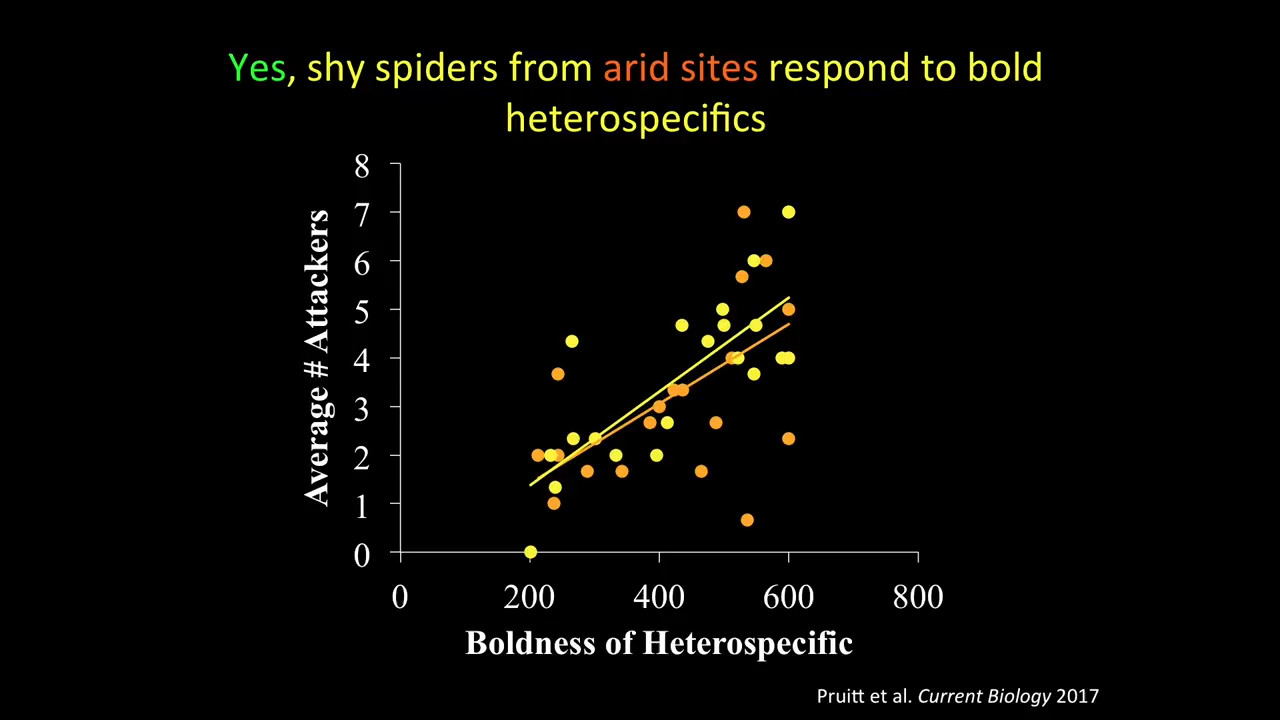 Yes, shy spiders from arid sites respond to bold
heterospecifics
8
7
6
5
4
3
2
1
0
Average # Attackers
0 200 400 600 800
Boldness of Heterospecific
Pruitt et al. Current Biology 2017